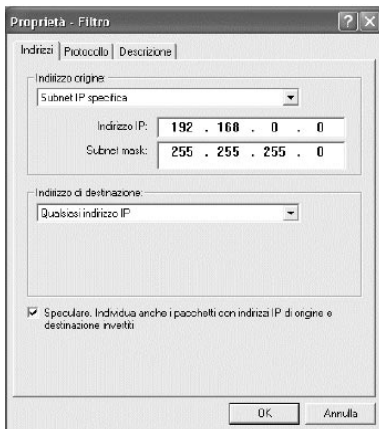 Proprietà - Filtro
Indirizzi Protocollo Descrizione
Indirizzo origine:
Subnet IP specifica
Indirizzo IP: 192 . 168 . 0 . 0
Subnet mask: 255 . 255 . 255 . 0
Indirizzo di destinazione:
Qualsiasi indirizzo IP
Speculare. Individua anche i pacchetti con indirizzi IP di origine e
destinazione invertiti
OK Annulla